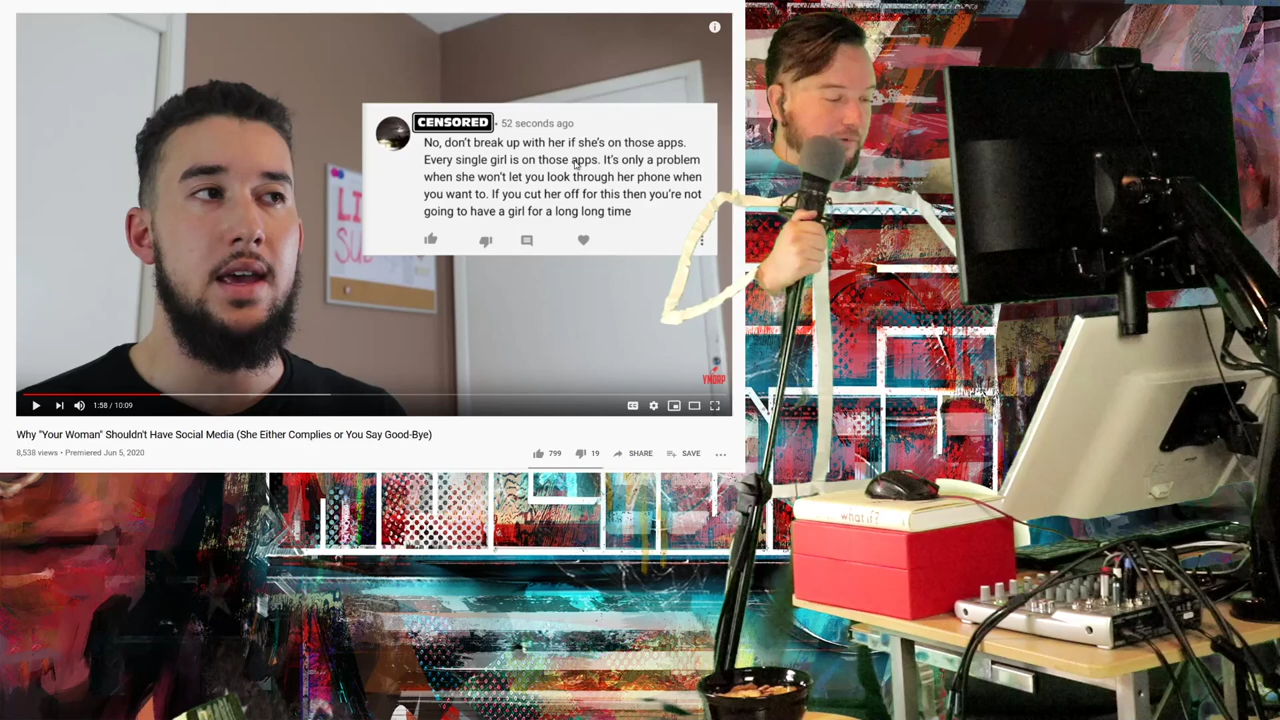 CENSORED • 52 seconds ago
No, don't break up with her if she's on those apps.
Every single girl is on those apps. It's only a problem
when she won't let you look through her phone when
you want to. If you cut her off for this then you're not
going to have a girl for a long long time
LI
SU
YMDRP
1:58 / 10:09
CC
Why "Your Woman" Shouldn't Have Social Media (She Either Complies or You Say Good-Bye)
8,538 views • Premiered Jun 5, 2020
799 19 SHARE SAVE
what if?